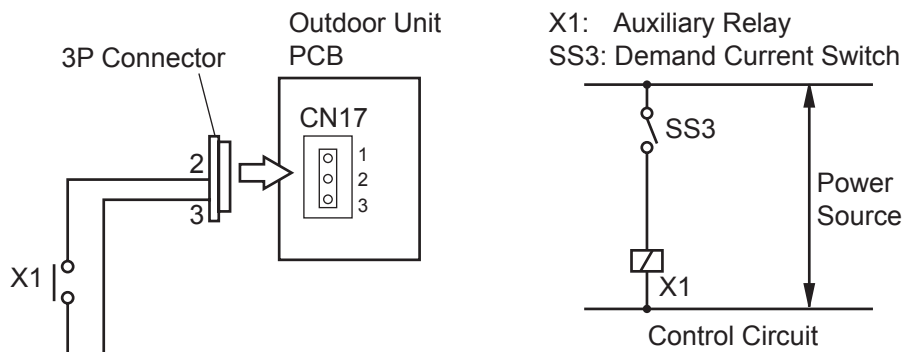 Outdoor Unit
PCB
3P Connector
CN17
1
2
3
2
3
X1
X1: Auxiliary Relay
SS3: Demand Current Switch
SS3
Power
Source
X1
Control Circuit